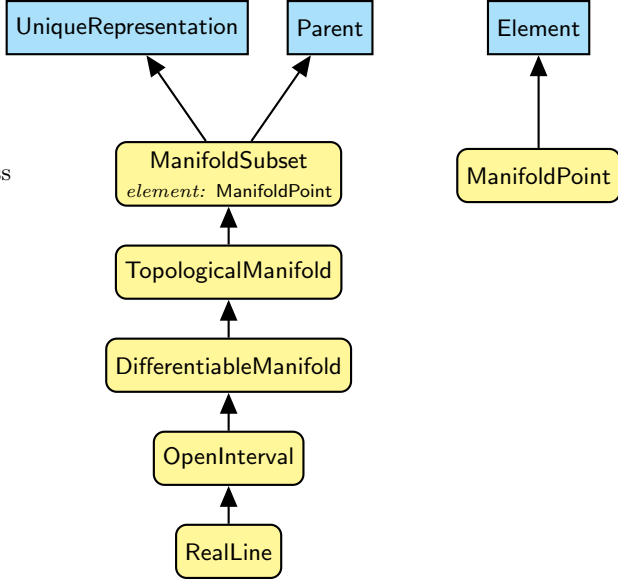 UniqueRepresentation
Parent
Element
ManifoldSubset
element: ManifoldPoint
ManifoldPoint
TopologicalManifold
DifferentiableManifold
OpenInterval
RealLine